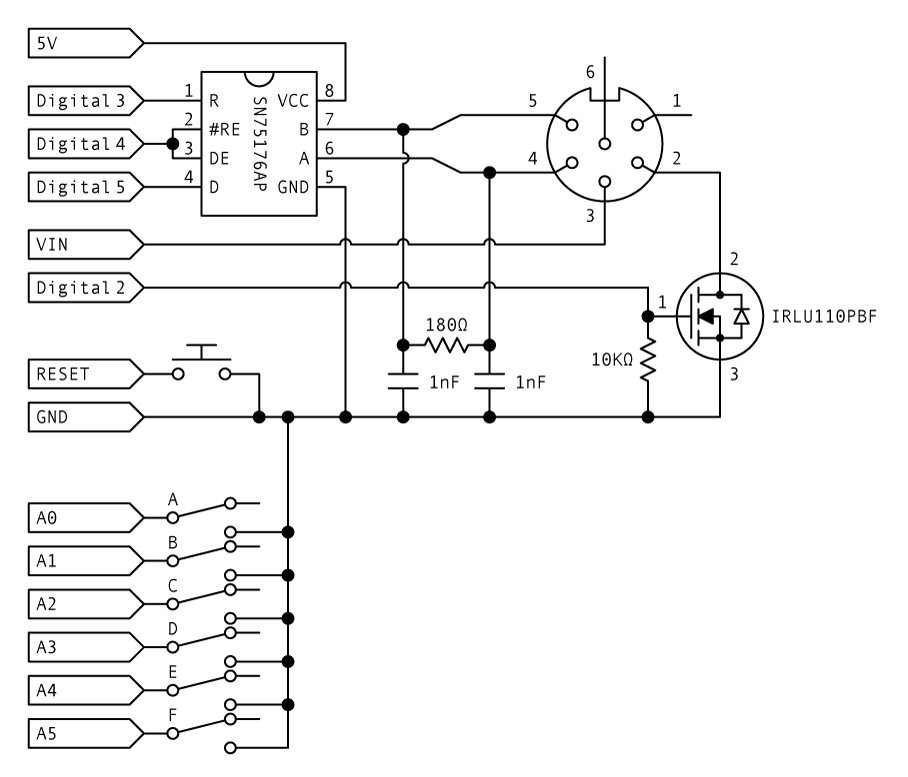 5V
6
Digital 3
1
R
VCC
8
5
1
2
#RE
SN75176AP
B
7
Digital 4
3
DE
A
6
4
2
Digital 5
4
D
GND
5
3
VIN
2
Digital 2
1
IRLU110PBF
180Ω
10KΩ
RESET
1nF
1nF
3
GND
A
A0
B
A1
C
A2
D
A3
E
A4
F
A5